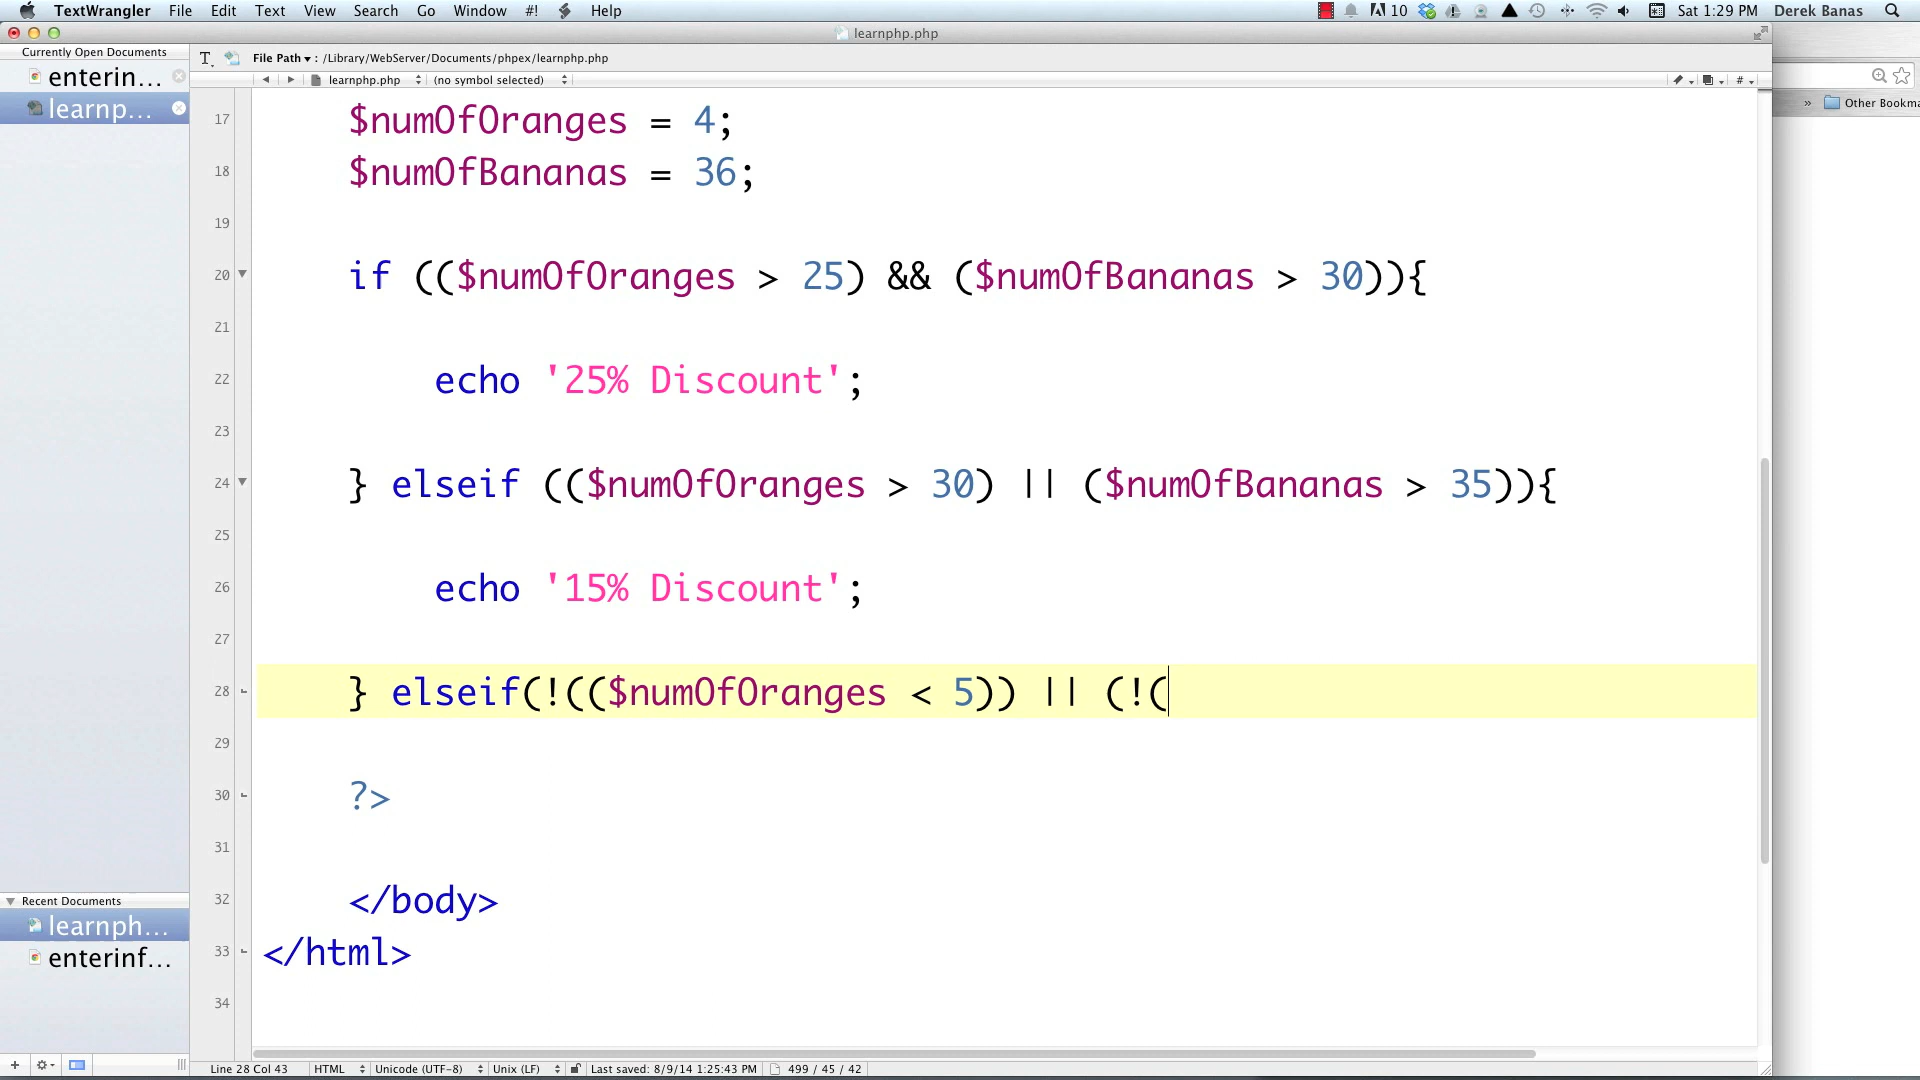 TextWrangler File Edit Text View Search Go Window #! Help 10 Sat 1:29 PM Derek Banas
learnphp.php
Currently Open Documents
enterin...
learnp...
File Path : /Library/WebServer/Documents/phpex/learnphp.php
learnphp.php (no symbol selected) #
» Other Bookma
17 $numOfOranges = 4;
18 $numOfBananas = 36;
19
20 if (($numOfOranges > 25) && ($numOfBananas > 30)){
21
22 echo '25% Discount';
23
24 } elseif (($numOfOranges > 30) || ($numOfBananas > 35)){
25
26 echo '15% Discount';
27
28 } elseif(!(($numOfOranges < 5)) || (!(
29
30 ?>
31
32 </body>
33 </html>
34
Recent Documents
learnph...
enterinf...
Line 28 Col 43 HTML Unicode (UTF-8) Unix (LF) Last saved: 8/9/14 1:25:43 PM 499 / 45 / 42